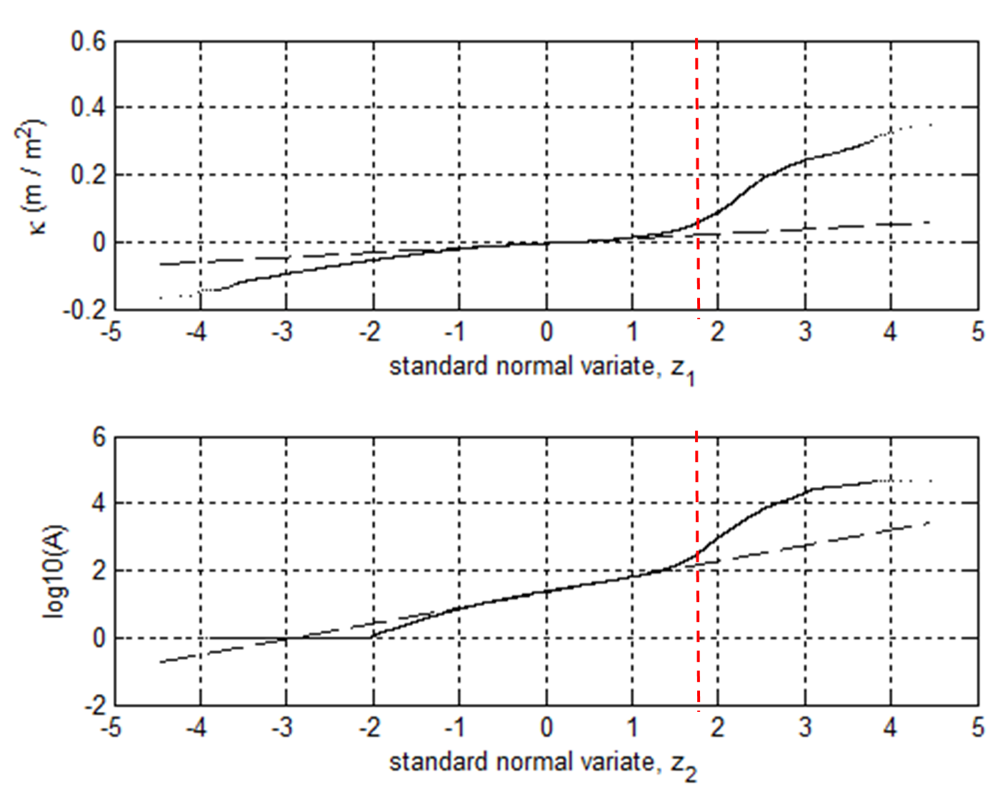 0.6
0.4
0.2
0
-0.2
κ (m / m²)
-5 -4 -3 -2 -1 0 1 2 3 4 5
standard normal variate, z₁
6
4
2
0
-2
log10(A)
-5 -4 -3 -2 -1 0 1 2 3 4 5
standard normal variate, z₂